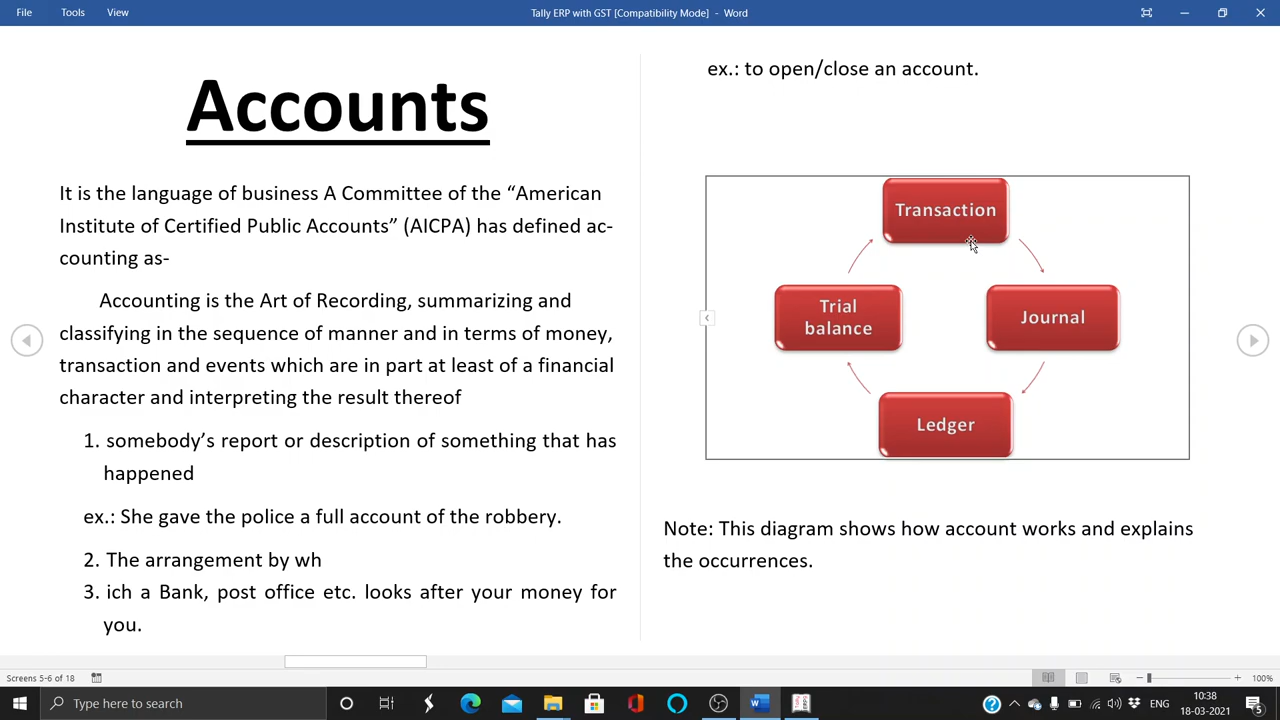 File Tools View
Tally ERP with GST [Compatibility Mode] - Word
Accounts
It is the language of business A Committee of the “American
Institute of Certified Public Accounts” (AICPA) has defined ac-
counting as-
Accounting is the Art of Recording, summarizing and
classifying in the sequence of manner and in terms of money,
transaction and events which are in part at least of a financial
character and interpreting the result thereof
1. somebody’s report or description of something that has
happened
ex.: She gave the police a full account of the robbery.
2. The arrangement by wh
3. ich a Bank, post office etc. looks after your money for
you.
ex.: to open/close an account.
Transaction
Journal
Ledger
Trial
balance
Note: This diagram shows how account works and explains
the occurrences.
Screens 5-6 of 18
100%
Type here to search
ENG
10:38
18-03-2021
5